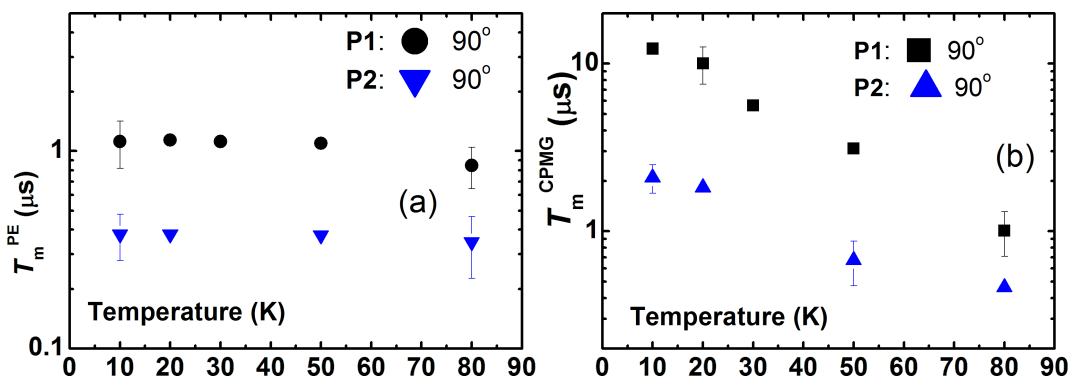 P1: 90°
P2: 90°
(a)
Temperature (K)
Tm PE (μs)
1
0.1
0 10 20 30 40 50 60 70 80 90
P1: 90°
P2: 90°
(b)
Temperature (K)
Tm CPMG (μs)
10
1
0 10 20 30 40 50 60 70 80 90